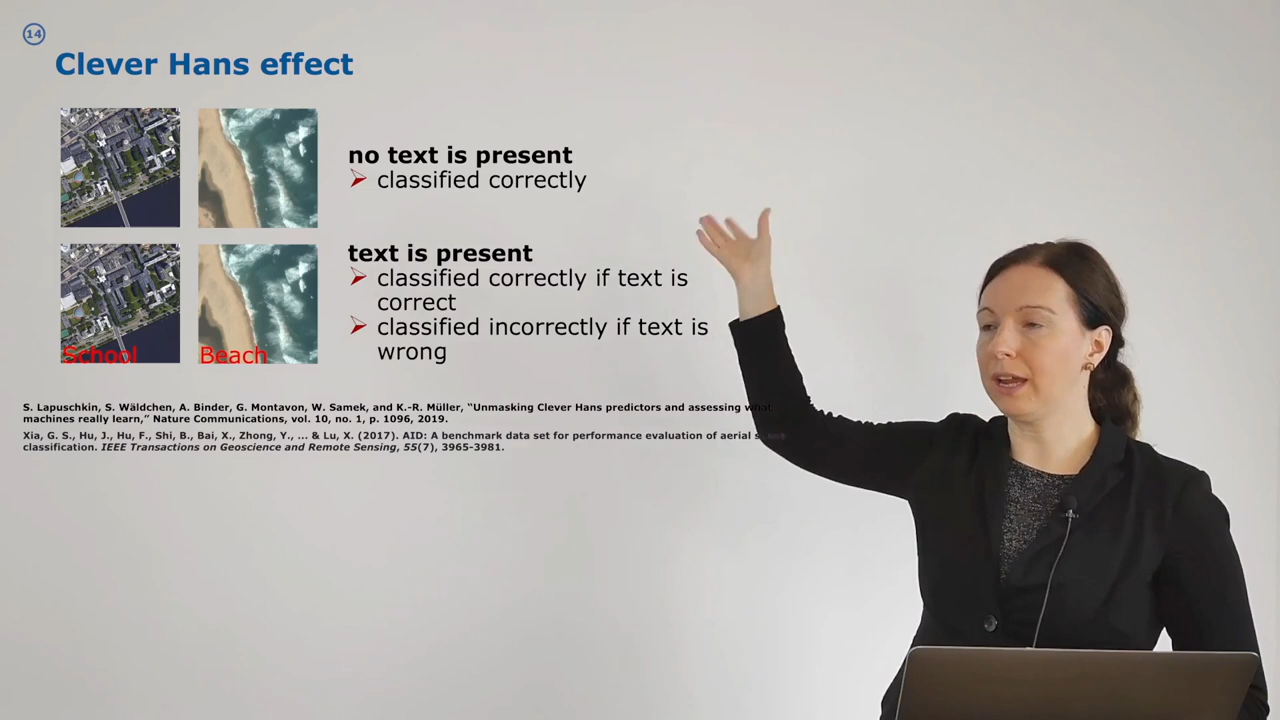 14
Clever Hans effect
no text is present
➢ classified correctly
text is present
➢ classified correctly if text is
correct
➢ classified incorrectly if text is
wrong
School
Beach
S. Lapuschkin, S. Wäldchen, A. Binder, G. Montavon, W. Samek, and K.-R. Müller, “Unmasking Clever Hans predictors and assessing what
machines really learn,” Nature Communications, vol. 10, no. 1, p. 1096, 2019.
Xia, G. S., Hu, J., Hu, F., Shi, B., Bai, X., Zhong, Y., ... & Lu, X. (2017). AID: A benchmark data set for performance evaluation of aerial scene
classification. IEEE Transactions on Geoscience and Remote Sensing, 55(7), 3965-3981.